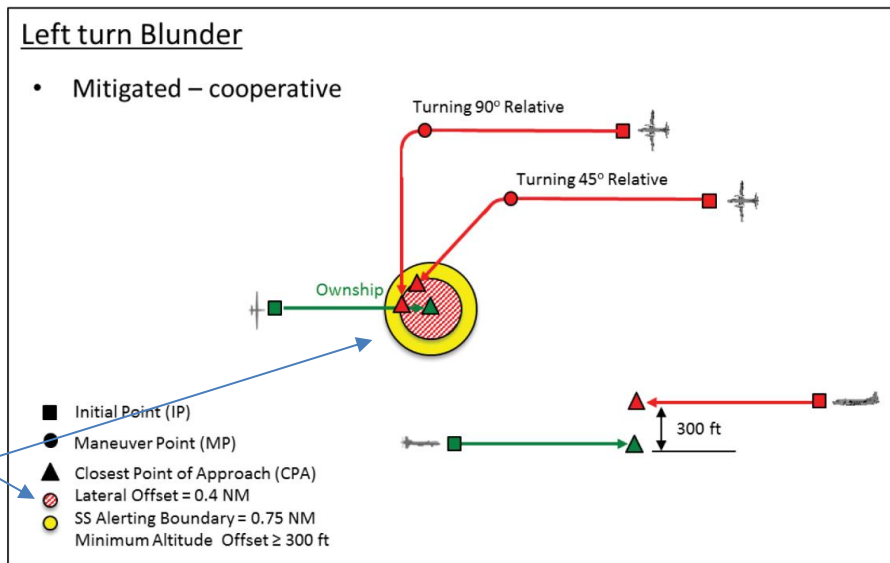 Left turn Blunder
• Mitigated – cooperative
Turning 90° Relative
Turning 45° Relative
Ownship
Initial Point (IP)
Maneuver Point (MP)
Closest Point of Approach (CPA)
Lateral Offset = 0.4 NM
SS Alerting Boundary = 0.75 NM
Minimum Altitude Offset ≥ 300 ft
300 ft